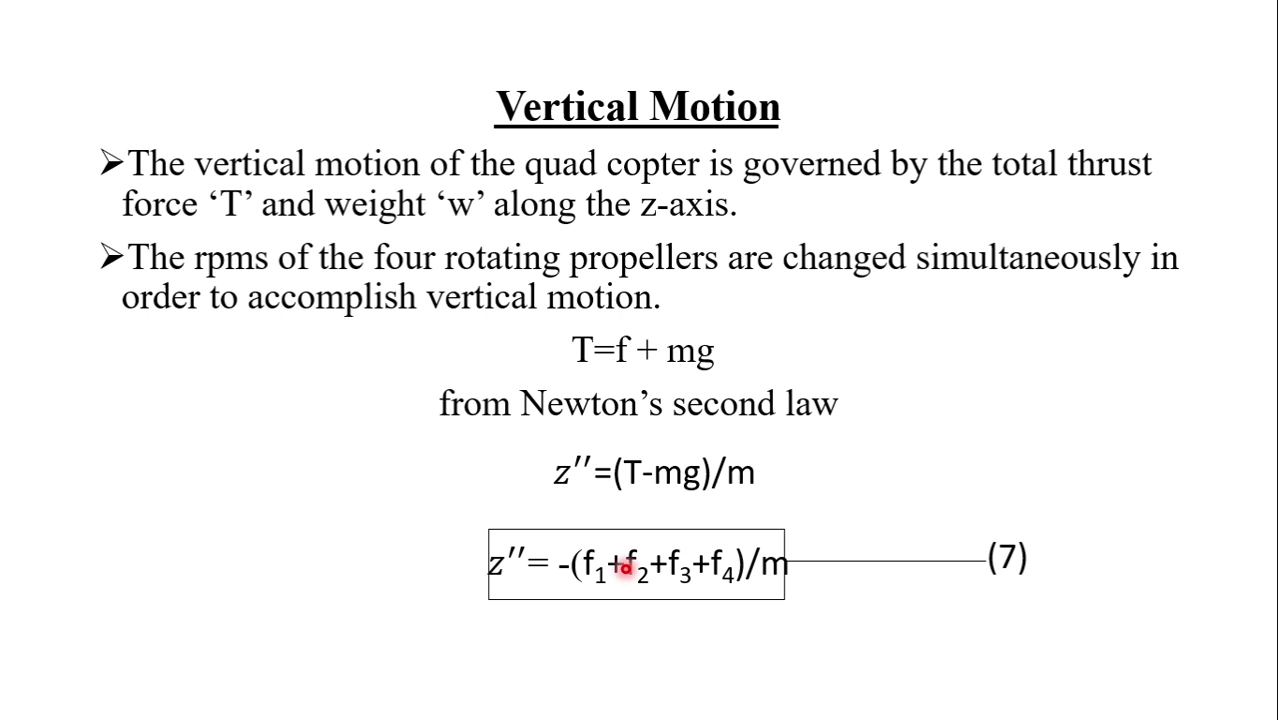 Vertical Motion
➢The vertical motion of the quad copter is governed by the total thrust
force ‘T’ and weight ‘w’ along the z-axis.
➢The rpms of the four rotating propellers are changed simultaneously in
order to accomplish vertical motion.
T=f + mg
from Newton’s second law
z′′=(T-mg)/m
z′′= -(f₁+f₂+f₃+f₄)/m (7)